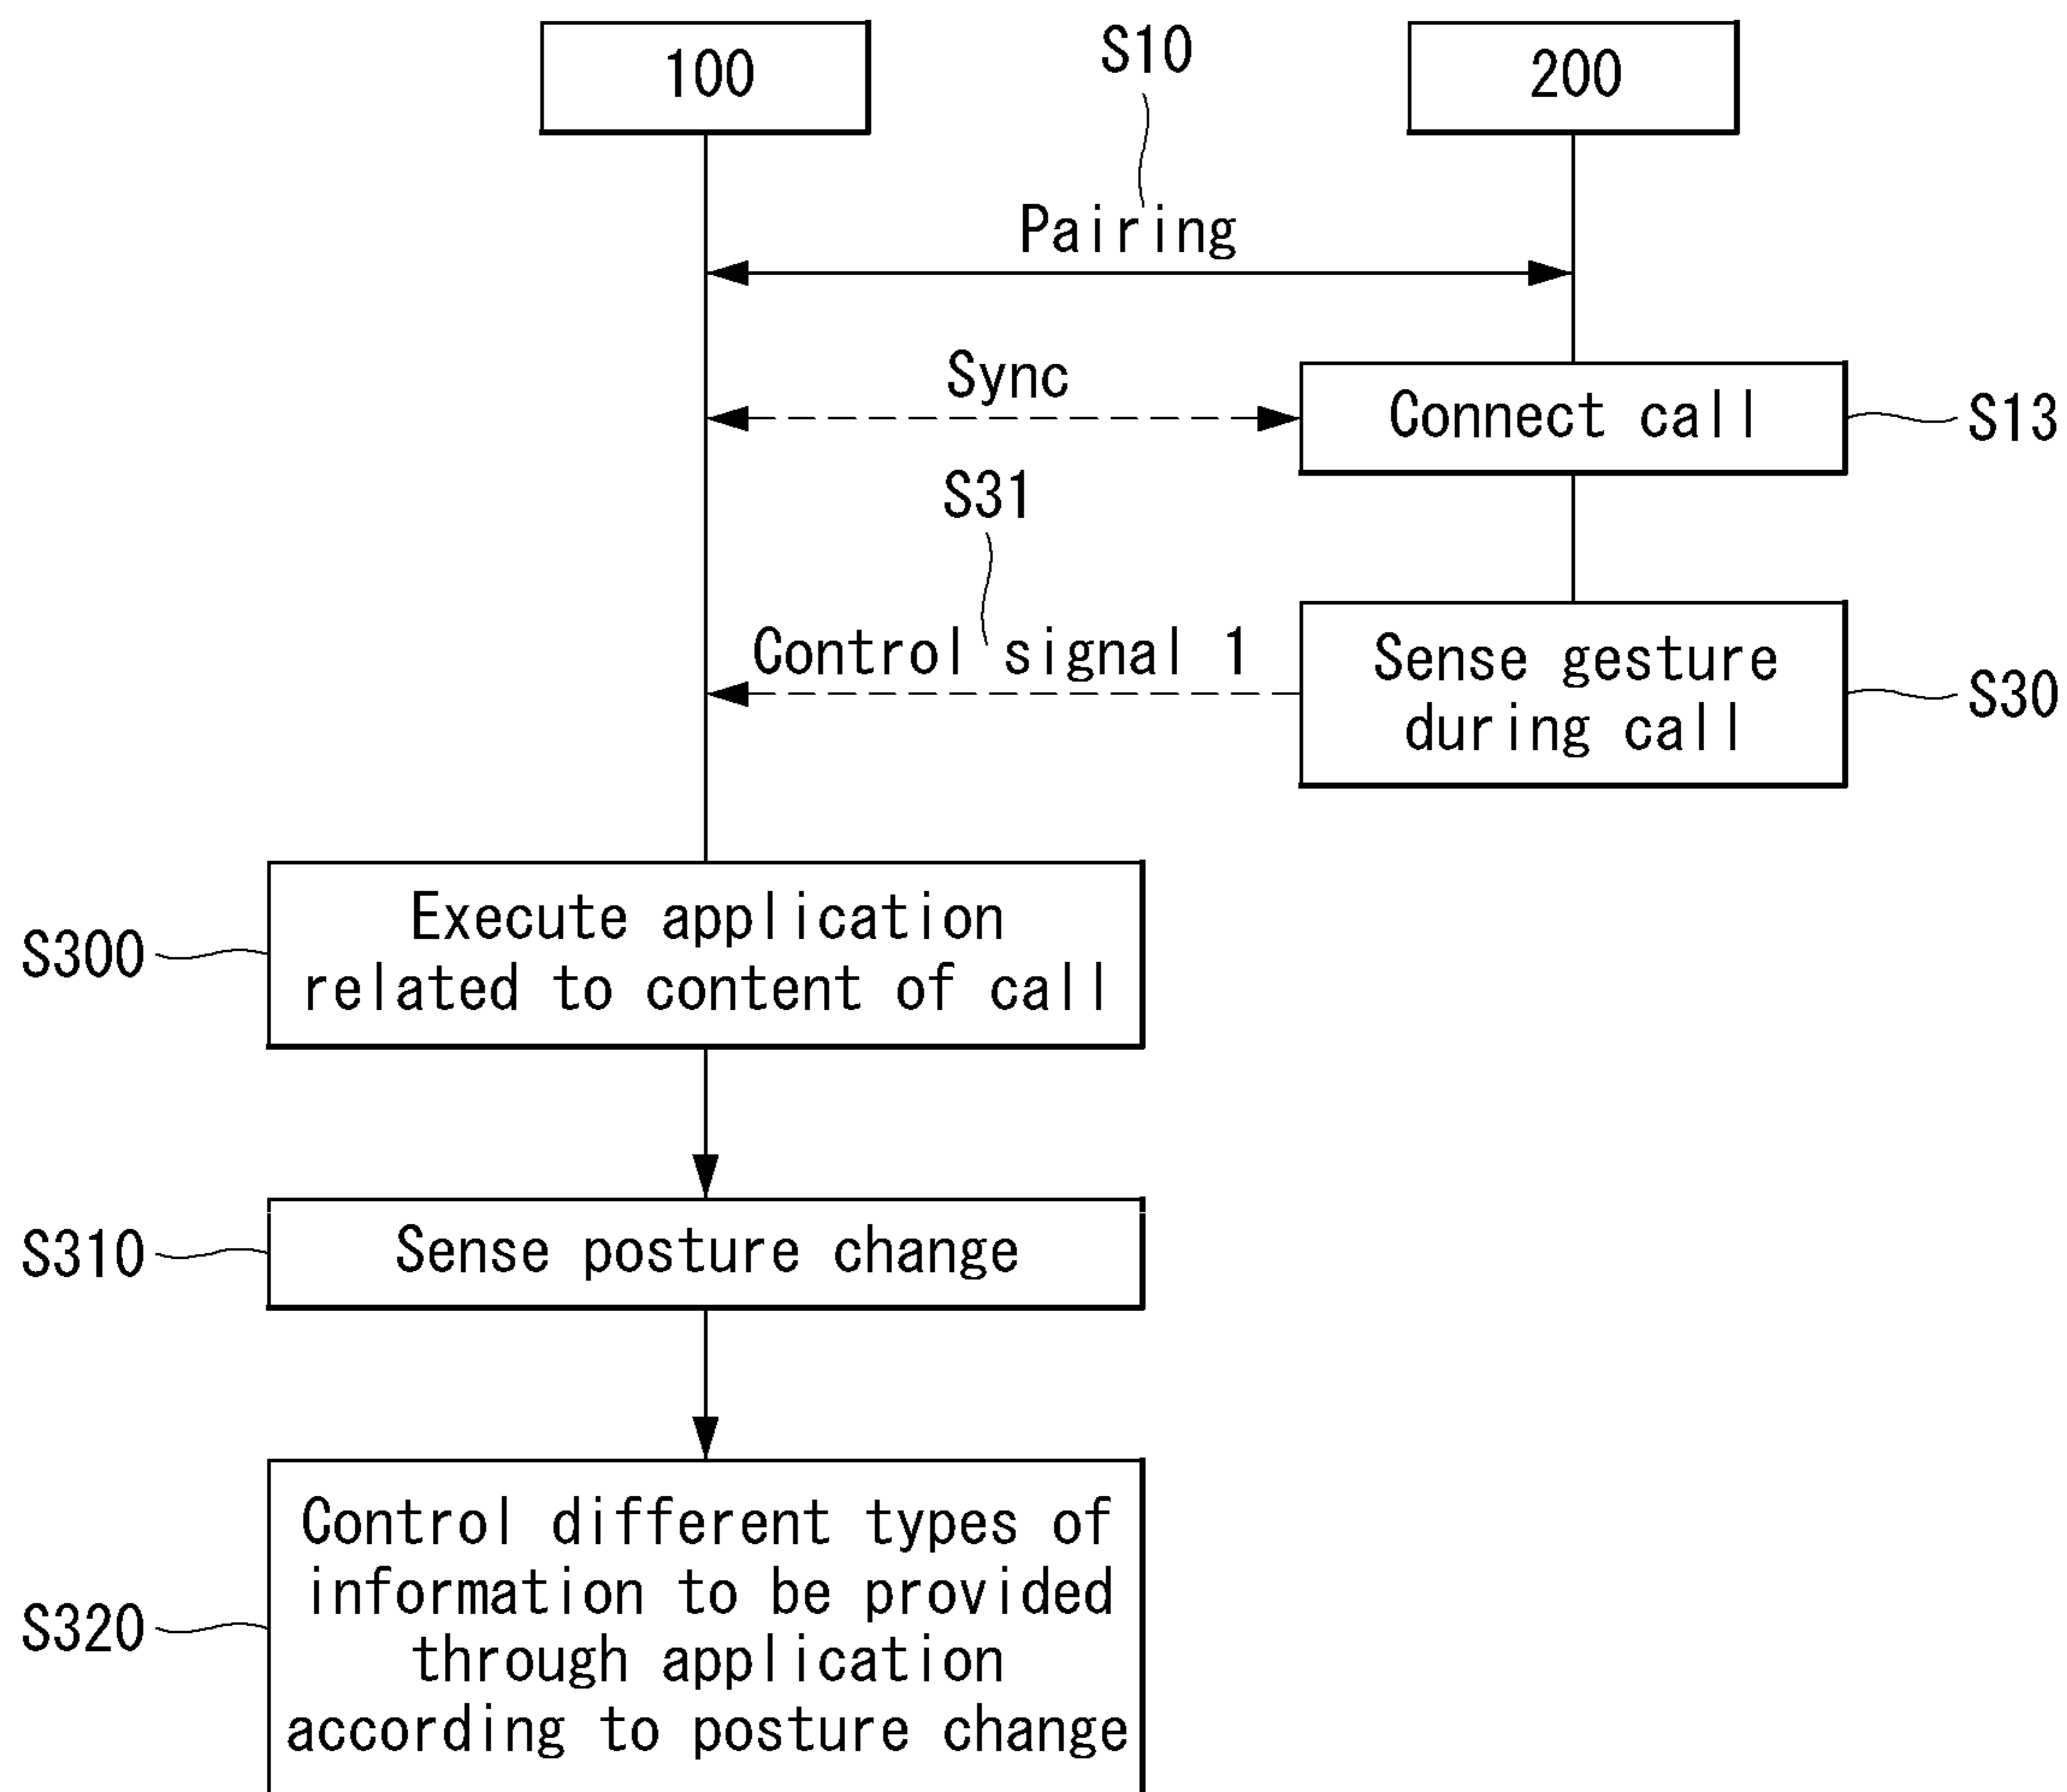 100
S10
200
Pairing
Sync
Connect call
S13
S31
Control signal 1
Sense gesture
during call
S30
Execute application
related to content of call
S300
Sense posture change
S310
Control different types of
information to be provided
through application
according to posture change
S320